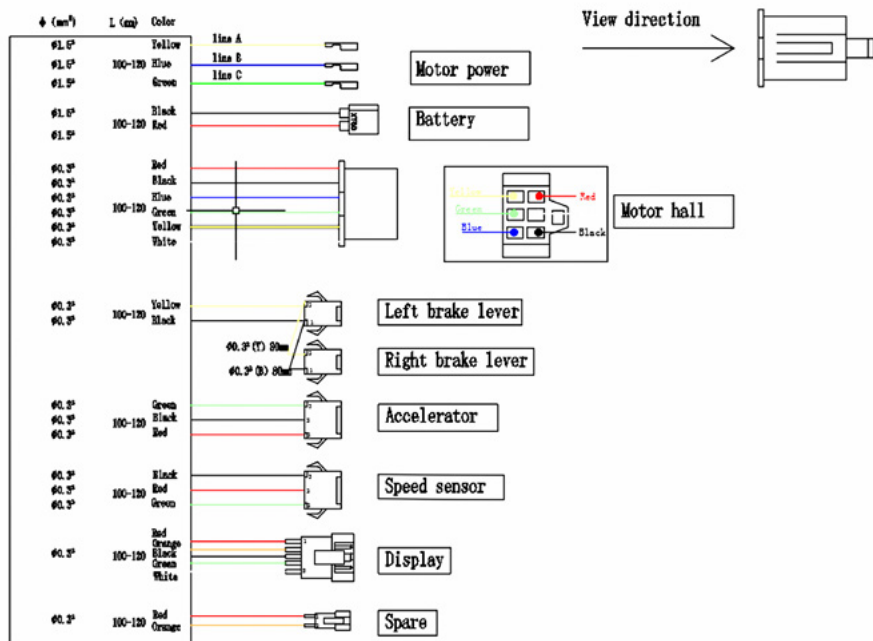 Φ (mm²) L (mm) Color
View direction
Φ1.5² Yellow line A
Φ1.5² 100-120 Blue line B
Φ1.5² Green line C
Motor power
Φ1.5² Black
100-120 Red
Φ1.5²
Battery
Φ0.3² Red
Φ0.3² Black
Φ0.3² Blue
Φ0.3² 100-120 Green
Φ0.3² Yellow
Φ0.3² White
Yellow Red
Green
Blue Black
Motor hall
Φ0.3² Yellow
Φ0.3² 100-120 Black
Left brake lever
Φ0.3²(Y) 80mm
Φ0.3²(B) 80mm
Right brake lever
Φ0.3² Green
Φ0.3² 100-120 Black
Φ0.3² Red
Accelerator
Φ0.3² Black
Φ0.3² 100-120 Red
Φ0.3² Green
Speed sensor
Red
Orange
Φ0.3² 100-120 Black
Green
White
Display
Φ0.3² 100-120 Red
Orange
Spare